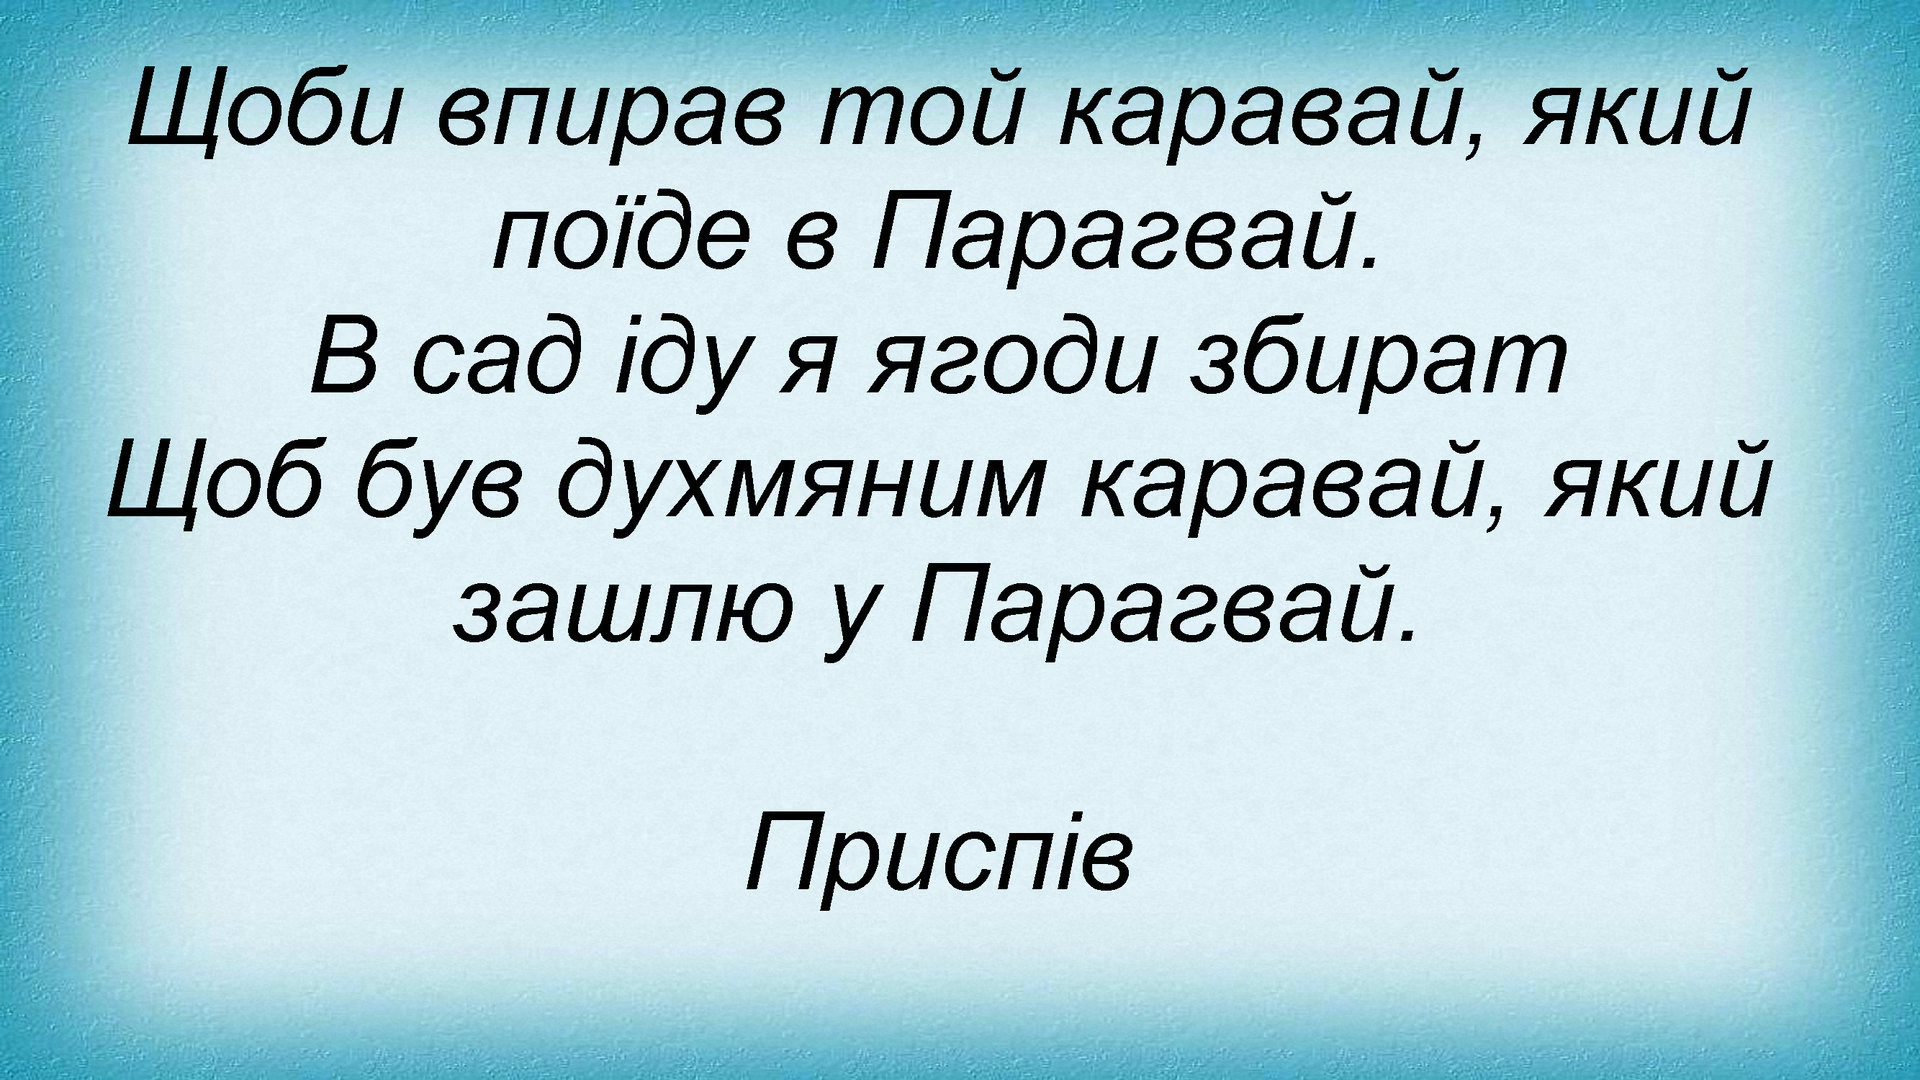 Щоби впирав той каравай, який
поїде в Парагвай.
В сад іду я ягоди збират
Щоб був духмяним каравай, який
зашлю у Парагвай.
Приспів